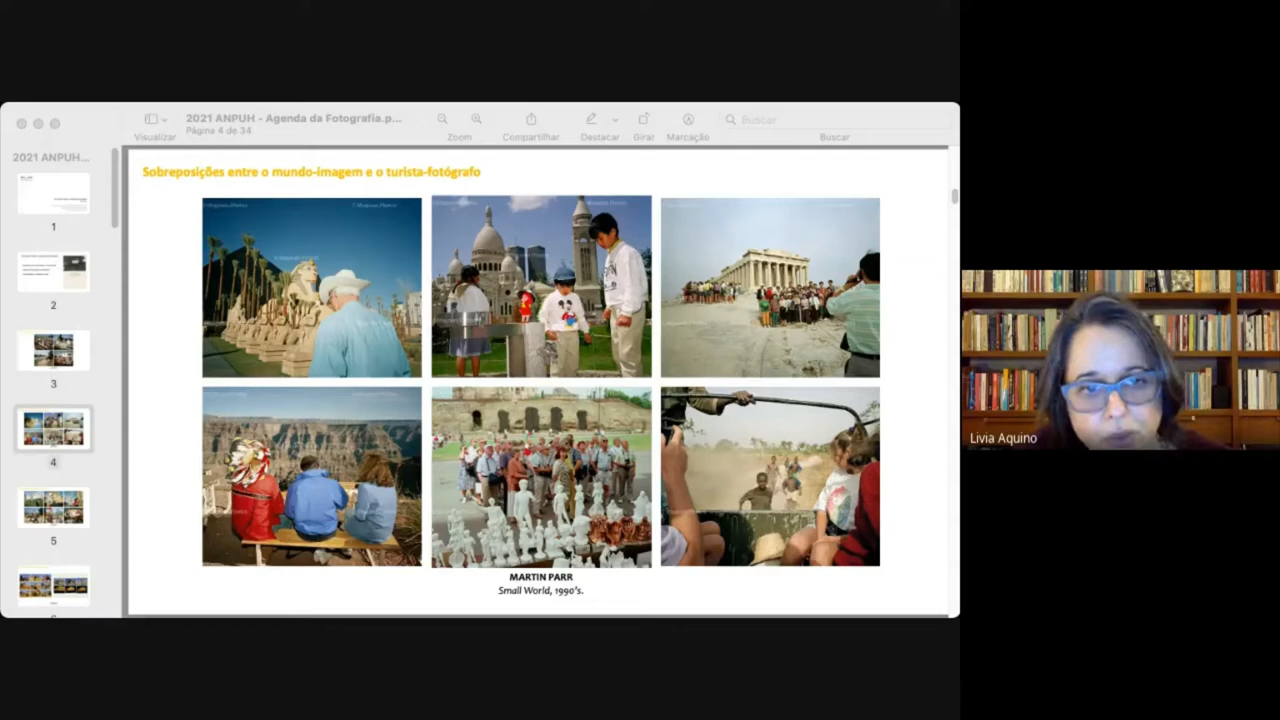 2021 ANPUH - Agenda da Fotografia.p...
Página 4 de 34
Visualizar
Zoom
Compartilhar
Destacar
Girar
Marcação
Buscar
Buscar
2021 ANPUH...
1
2
3
4
5
Sobreposições entre o mundo-imagem e o turista-fotógrafo
MARTIN PARR
Small World, 1990's.
Livia Aquino